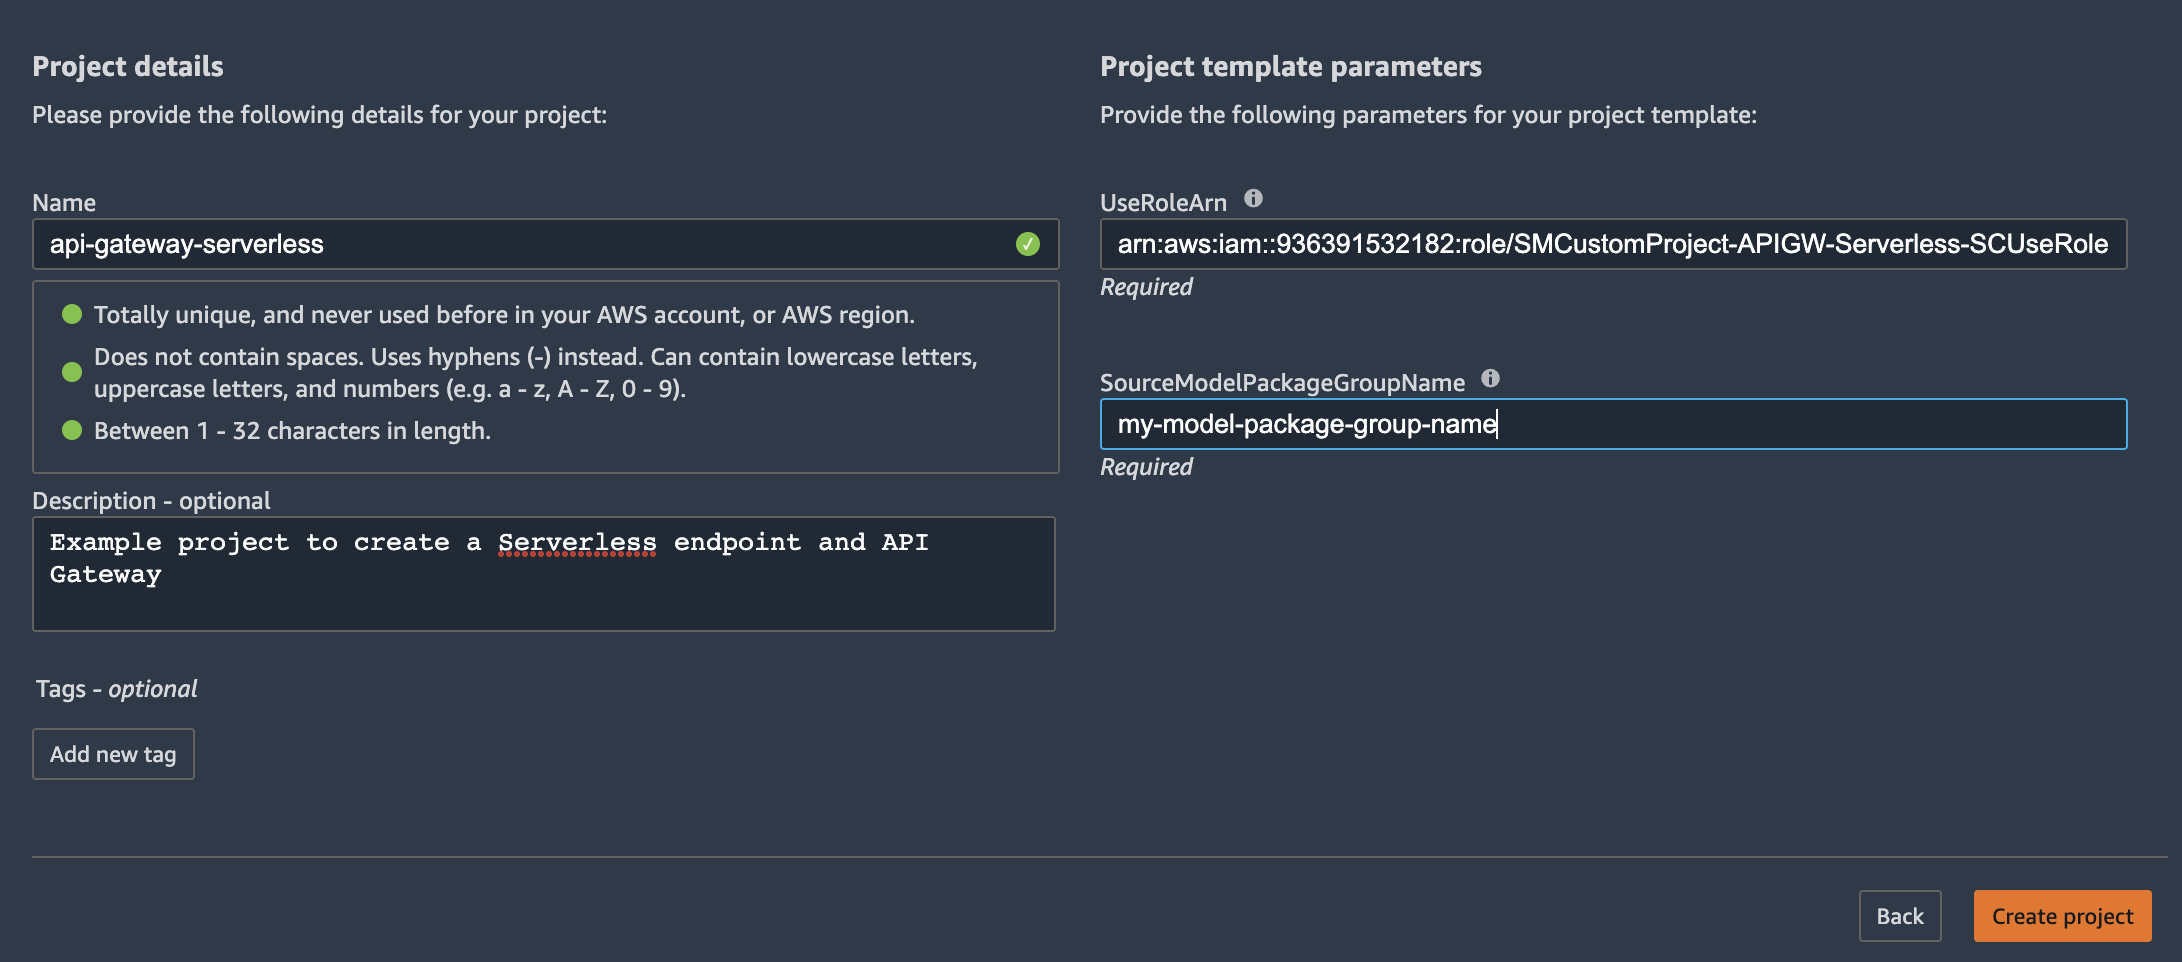 Project details
Please provide the following details for your project:
Name
api-gateway-serverless
Totally unique, and never used before in your AWS account, or AWS region.
Does not contain spaces. Uses hyphens (-) instead. Can contain lowercase letters,
uppercase letters, and numbers (e.g. a - z, A - Z, 0 - 9).
Between 1 - 32 characters in length.
Description - optional
Example project to create a Serverless endpoint and API
Gateway
Tags - optional
Add new tag
Project template parameters
Provide the following parameters for your project template:
UseRoleArn
arn:aws:iam::936391532182:role/SMCustomProject-APIGW-Serverless-SCUseRole
Required
SourceModelPackageGroupName
my-model-package-group-name
Required
Back
Create project